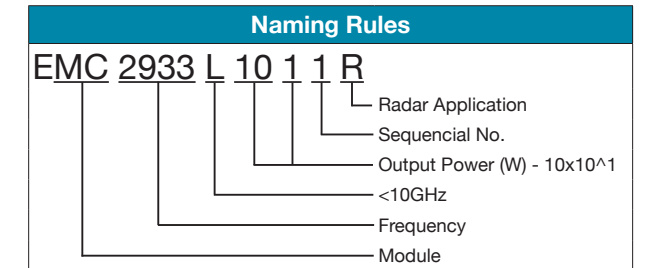 Naming Rules
EMC 2933 L 10 1 1 R
Radar Application
Sequencial No.
Output Power (W) - 10x10^1
<10GHz
Frequency
Module